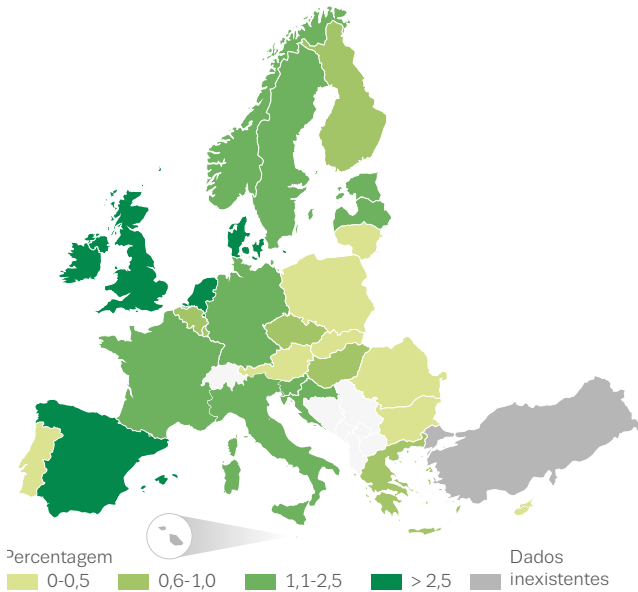 Percentagem
0-0,5
0,6-1,0
1,1-2,5
> 2,5
Dados
inexistentes